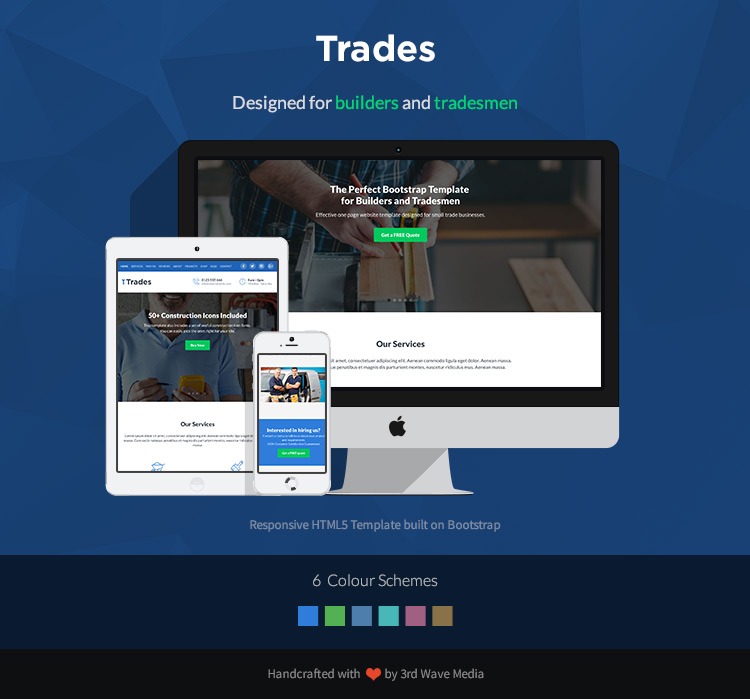 Trades
Designed for builders and tradesmen
The Perfect Bootstrap Template
for Builders and Tradesmen
Effective one page website template designed for small trade businesses.
Get a FREE Quote
Our Services
sit amet, consectetuer adipiscing elit. Aenean commodo ligula eget dolor. Aenean massa.
penatibus et magnis dis parturient montes, nascetur ridiculus mus. Aenean massa.
Trades
50+ Construction Icons Included
Buy Now
Our Services
Interested in hiring us?
Get a FREE quote
Responsive HTML5 Template built on Bootstrap
6 Colour Schemes
Handcrafted with by 3rd Wave Media